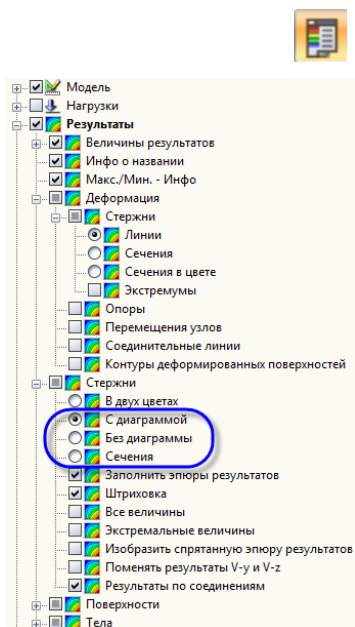 Модель
Нагрузки
Результаты
Величины результатов
Инфо о названии
Макс./Мин. - Инфо
Деформация
Стержни
Линии
Сечения
Сечения в цвете
Экстремумы
Опоры
Перемещения узлов
Соединительные линии
Контуры деформированных поверхностей
Стержни
В двух цветах
С диаграммой
Без диаграммы
Сечения
Заполнить эпюры результатов
Штриховка
Все величины
Экстремальные величины
Изобразить спрятанную эпюру результатов
Поменять результаты V-y и V-z
Результаты по соединениям
Поверхности
Тела